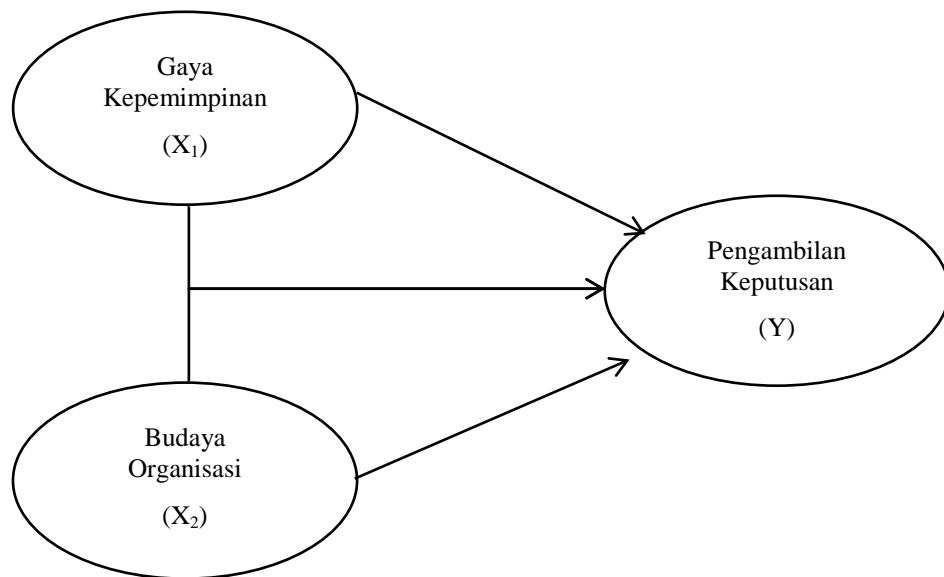 Gaya
Kepemimpinan
(X₁)
Pengambilan
Keputusan
(Y)
Budaya
Organisasi
(X₂)